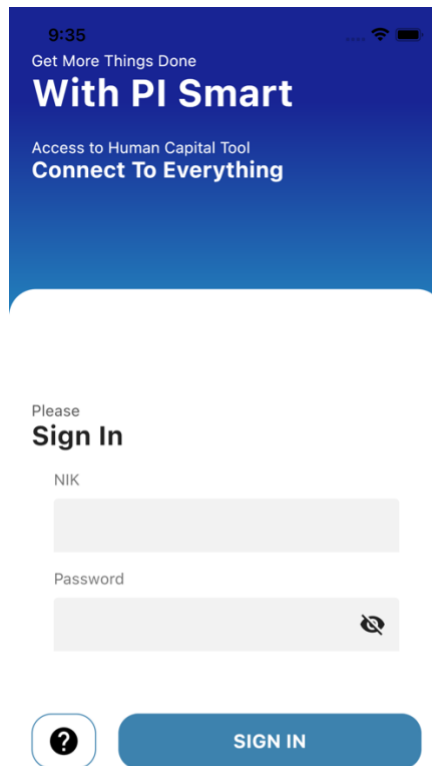 9:35
Get More Things Done
With PI Smart
Access to Human Capital Tool
Connect To Everything
Please
Sign In
NIK
Password
SIGN IN